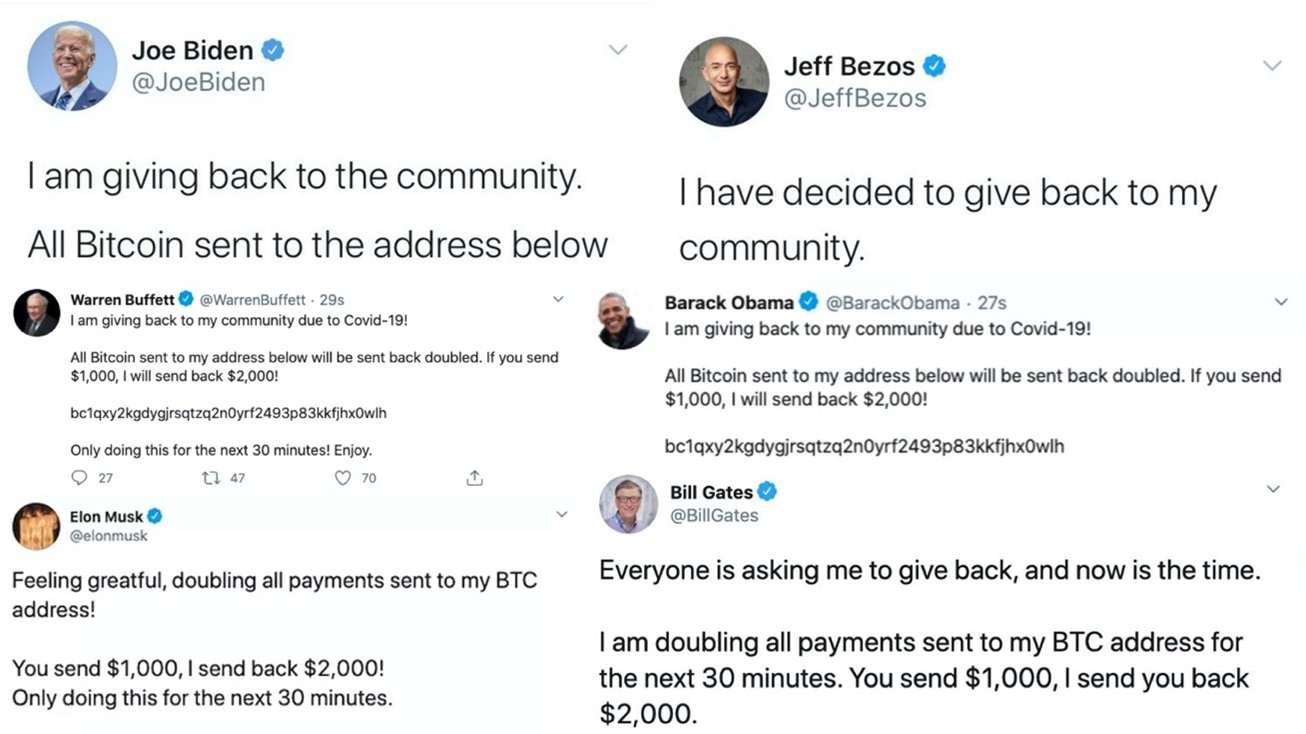 Joe Biden
@JoeBiden
I am giving back to the community.
All Bitcoin sent to the address below
Jeff Bezos
@JeffBezos
I have decided to give back to my
community.
Warren Buffett @WarrenBuffett · 29s
I am giving back to my community due to Covid-19!
All Bitcoin sent to my address below will be sent back doubled. If you send
$1,000, I will send back $2,000!
bc1qxy2kgdygjrsqtzq2n0yrf2493p83kkfjhx0wlh
Only doing this for the next 30 minutes! Enjoy.
27 47 70
Barack Obama @BarackObama · 27s
I am giving back to my community due to Covid-19!
All Bitcoin sent to my address below will be sent back doubled. If you send
$1,000, I will send back $2,000!
bc1qxy2kgdygjrsqtzq2n0yrf2493p83kkfjhx0wlh
Elon Musk
@elonmusk
Feeling greatful, doubling all payments sent to my BTC
address!
You send $1,000, I send back $2,000!
Only doing this for the next 30 minutes.
Bill Gates
@BillGates
Everyone is asking me to give back, and now is the time.
I am doubling all payments sent to my BTC address for
the next 30 minutes. You send $1,000, I send you back
$2,000.